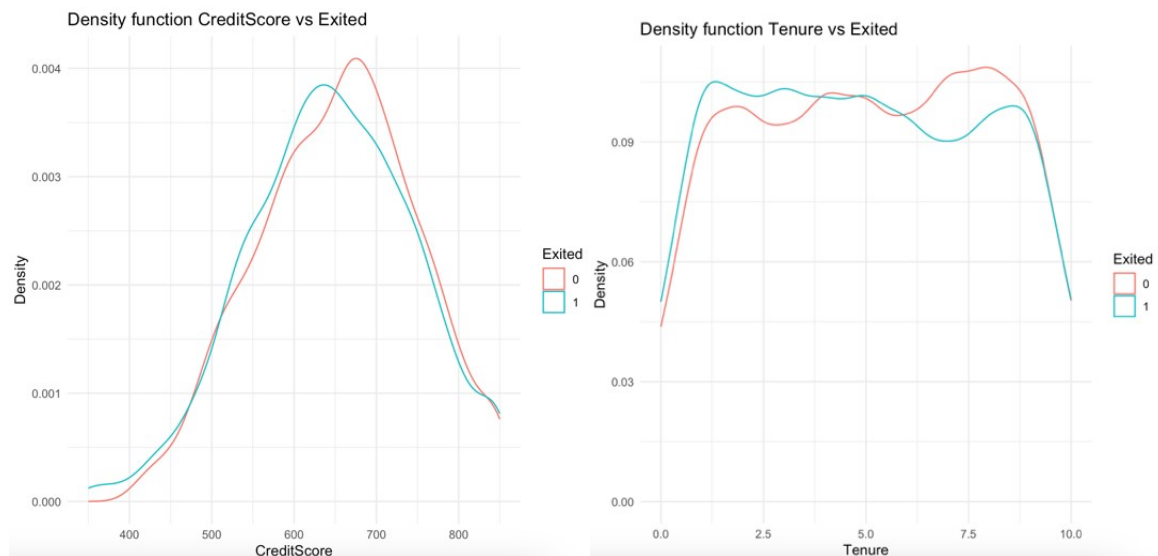 Density function CreditScore vs Exited
0.004
0.003
0.002
0.001
0.000
Density
400 500 600 700 800
CreditScore
Exited
0
1
Density function Tenure vs Exited
0.09
0.06
0.03
0.00
Density
0.0 2.5 5.0 7.5 10.0
Tenure
Exited
0
1